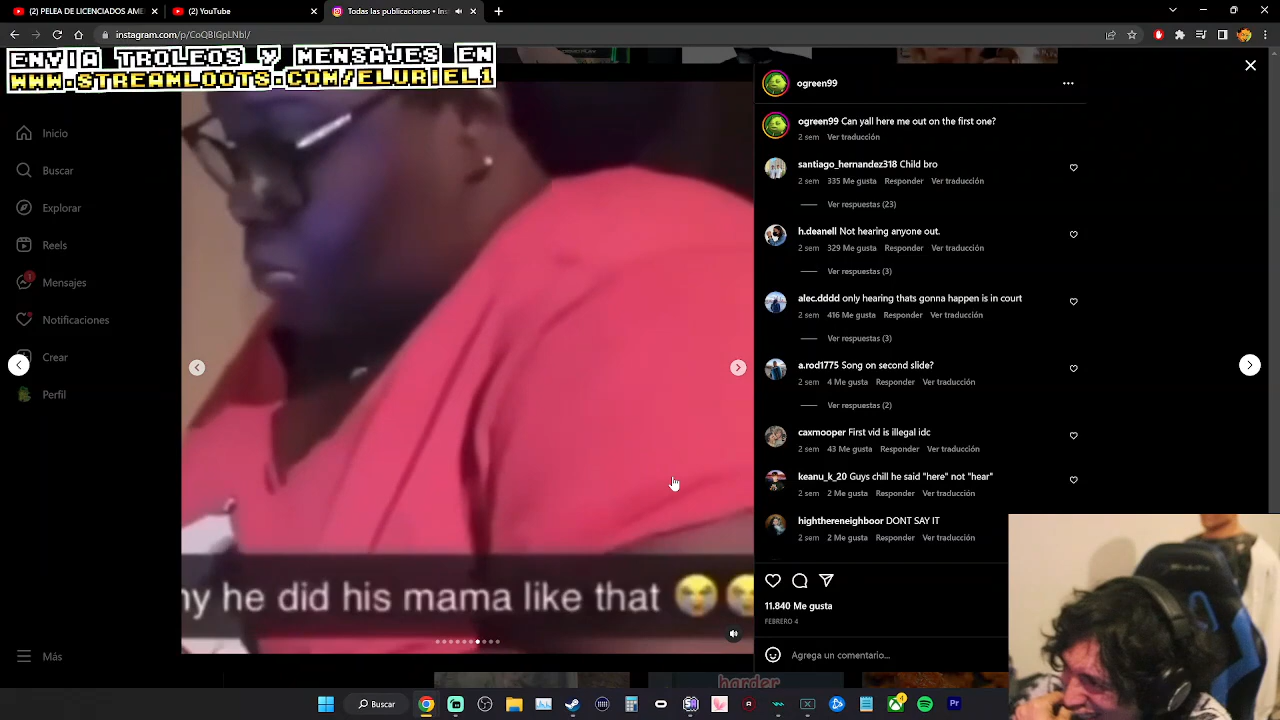 (2) PELEA DE LICENCIADOS AME
(2) YouTube
Todas las publicaciones • Ins
instagram.com/p/CoQBIgLNbI/
ENVIA TROLEOS Y MENSAJES EN
WWW.STREAMLOOTS.COM/ELURIEL1
Inicio
Buscar
Explorar
Reels
1
Mensajes
Notificaciones
Crear
Perfil
Más
ny he did his mama like that
ogreen99
ogreen99 Can yall here me out on the first one?
2 sem Ver traducción
santiago_hernandez318 Child bro
2 sem 335 Me gusta Responder Ver traducción
Ver respuestas (23)
h.deanell Not hearing anyone out.
2 sem 329 Me gusta Responder Ver traducción
Ver respuestas (3)
alec.dddd only hearing thats gonna happen is in court
2 sem 416 Me gusta Responder Ver traducción
Ver respuestas (3)
a.rod1775 Song on second slide?
2 sem 4 Me gusta Responder Ver traducción
Ver respuestas (2)
caxmooper First vid is illegal idc
2 sem 43 Me gusta Responder Ver traducción
keanu_k_20 Guys chill he said "here" not "hear"
2 sem 2 Me gusta Responder Ver traducción
highthereneighboor DONT SAY IT
2 sem 2 Me gusta Responder Ver traducción
11.840 Me gusta
FEBRERO 4
Agrega un comentario...
harder
Buscar
Pr